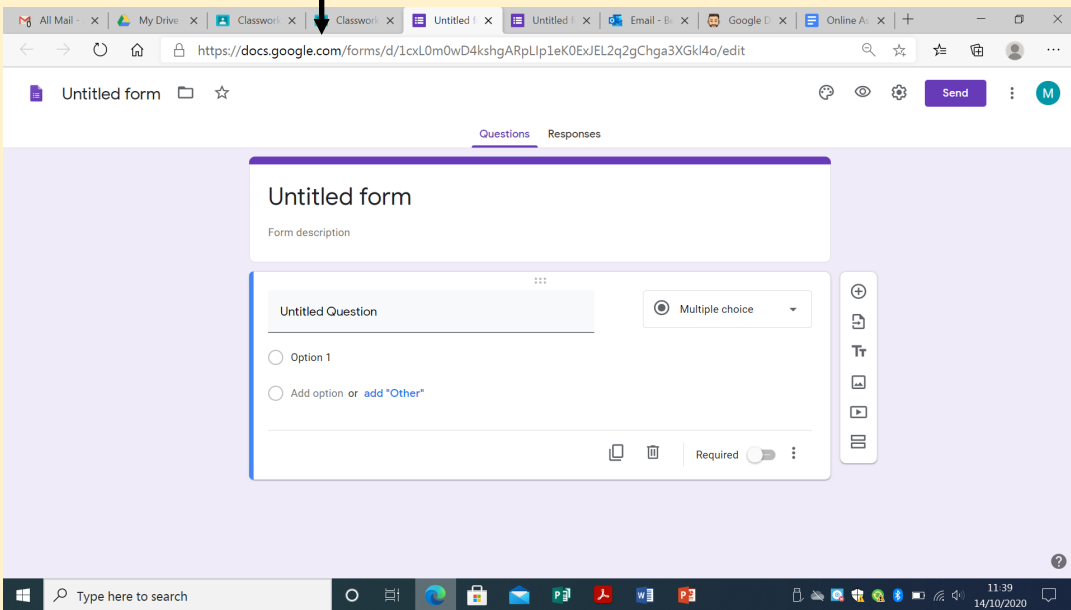 All Mail - My Drive Classwork Classwork Untitled f Untitled f Email - Bu Google D Online As
https://docs.google.com/forms/d/1cxL0m0wD4kshgARpLIp1eK0ExJEL2q2gChga3XGkl4o/edit
Untitled form Send M
Questions Responses
Untitled form
Form description
Untitled Question Multiple choice
Option 1
Add option or add "Other"
Required
Type here to search
11:39
14/10/2020